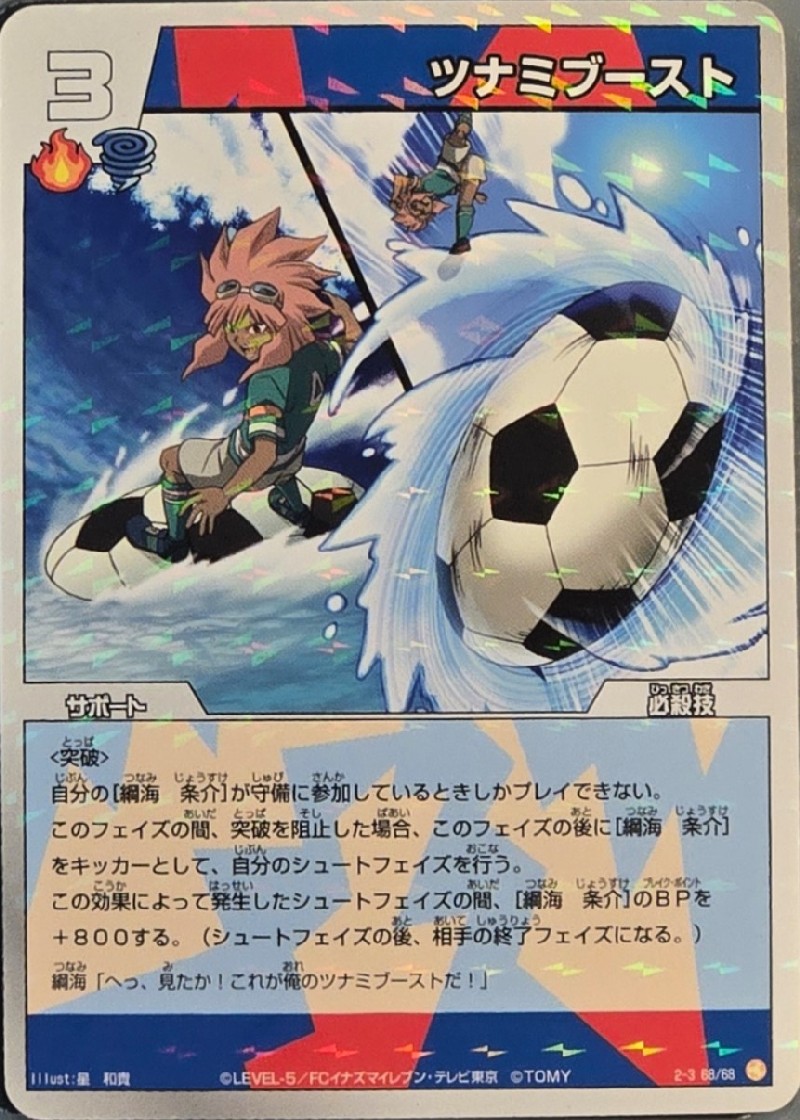 3
ツナミブースト
サポート
必殺技
<突破>
自分の[綱海 条介]が守備に参加しているときしかプレイできない。
このフェイズの間、突破を阻止した場合、このフェイズの後に[綱海 条介]
をキッカーとして、自分のシュートフェイズを行う。
この効果によって発生したシュートフェイズの間、[綱海 条介]のBPを
+800する。(シュートフェイズの後、相手の終了フェイズになる。)
綱海「へっ、見たか!これが俺のツナミブーストだ!」
Illust:星 和貴 ©LEVEL-5/FCイナズマイレブン・テレビ東京 ©TOMY 2-3 68/68